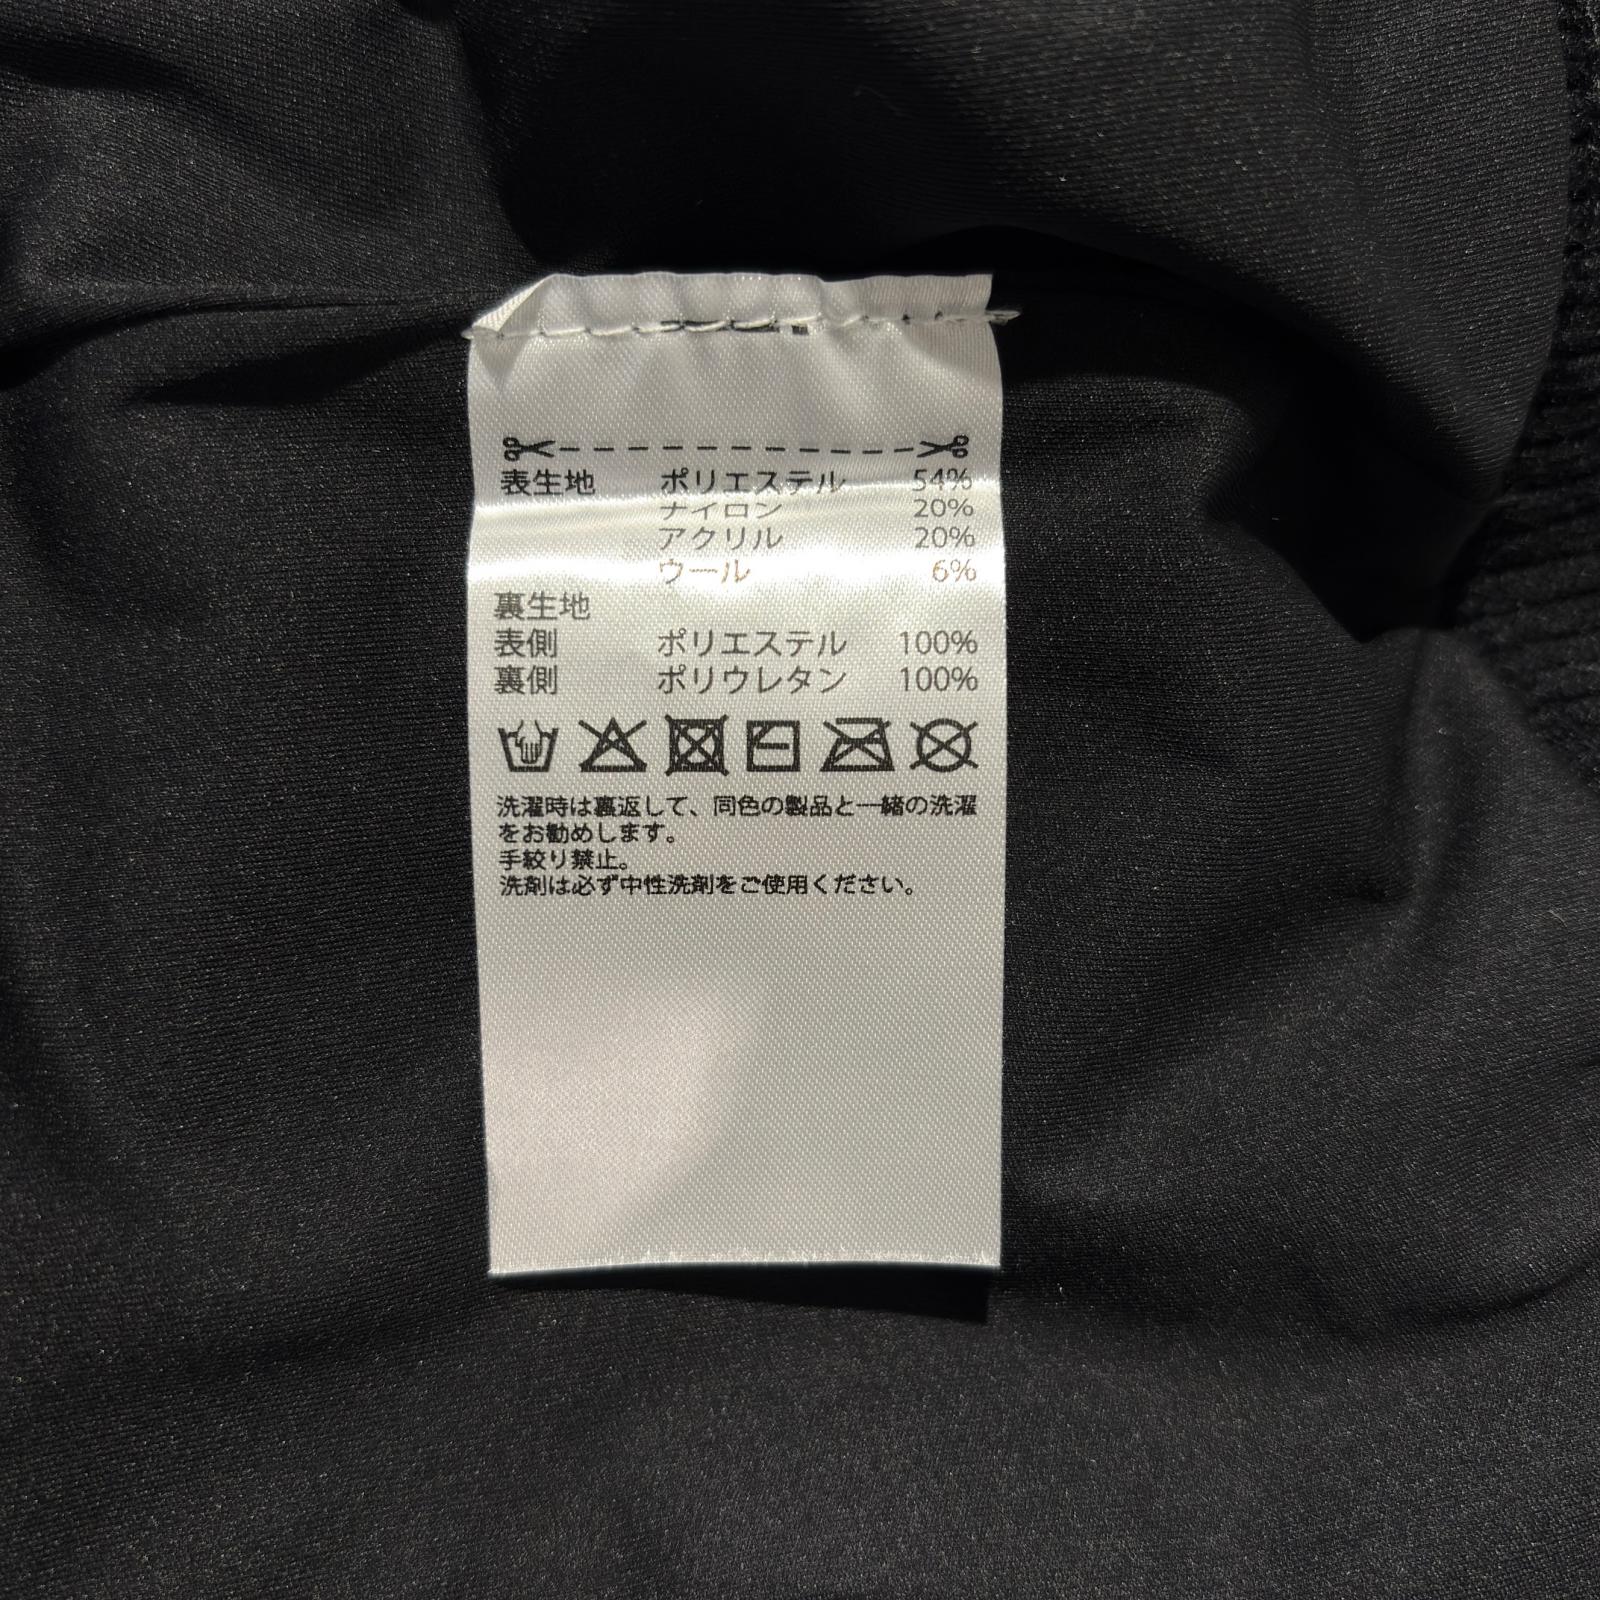 表生地 ポリエステル 54%
ナイロン 20%
アクリル 20%
ウール 6%
裏生地
表側 ポリエステル 100%
裏側 ポリウレタン 100%
洗濯時は裏返して、同色の製品と一緒の洗濯
をお勧めします。
手絞り禁止。
洗剤は必ず中性洗剤をご使用ください。